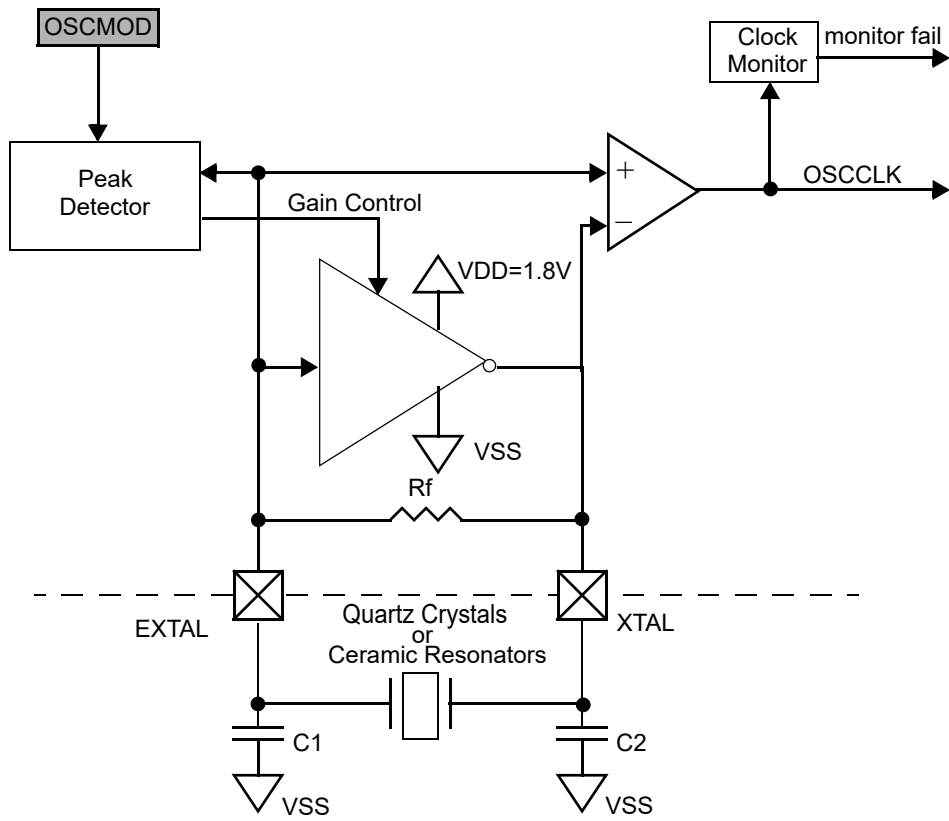 OSCMOD
Clock
Monitor
monitor fail
Peak
Detector
+
OSCCLK
Gain Control
−
VDD=1.8V
VSS
Rf
EXTAL
Quartz Crystals
or
Ceramic Resonators
XTAL
C1
C2
VSS
VSS